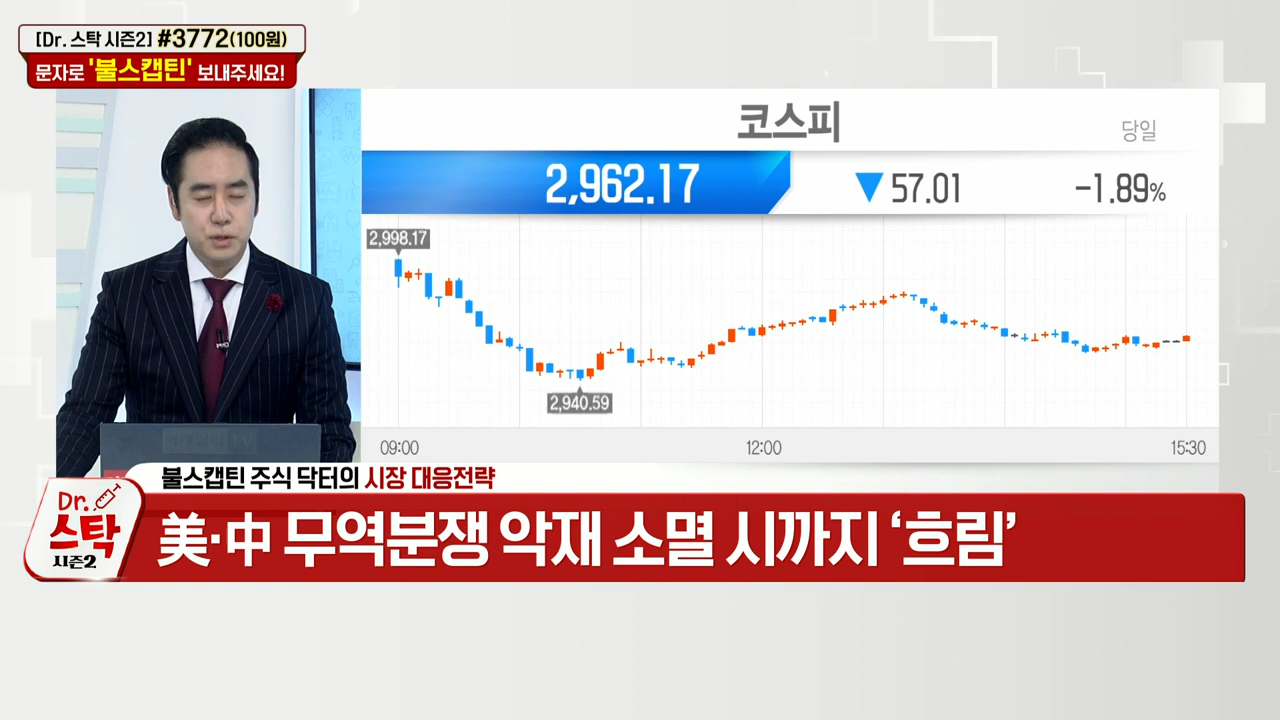 [Dr. 스탁 시즌2] #3772(100원)
문자로 '불스캡틴' 보내주세요!
코스피
당일
2,962.17
▼57.01
-1.89%
2,998.17
2,940.59
09:00
12:00
15:30
불스캡틴 주식 닥터의 시장 대응전략
Dr.
스탁
시즌2
美·中 무역분쟁 악재 소멸 시까지 ‘흐림’